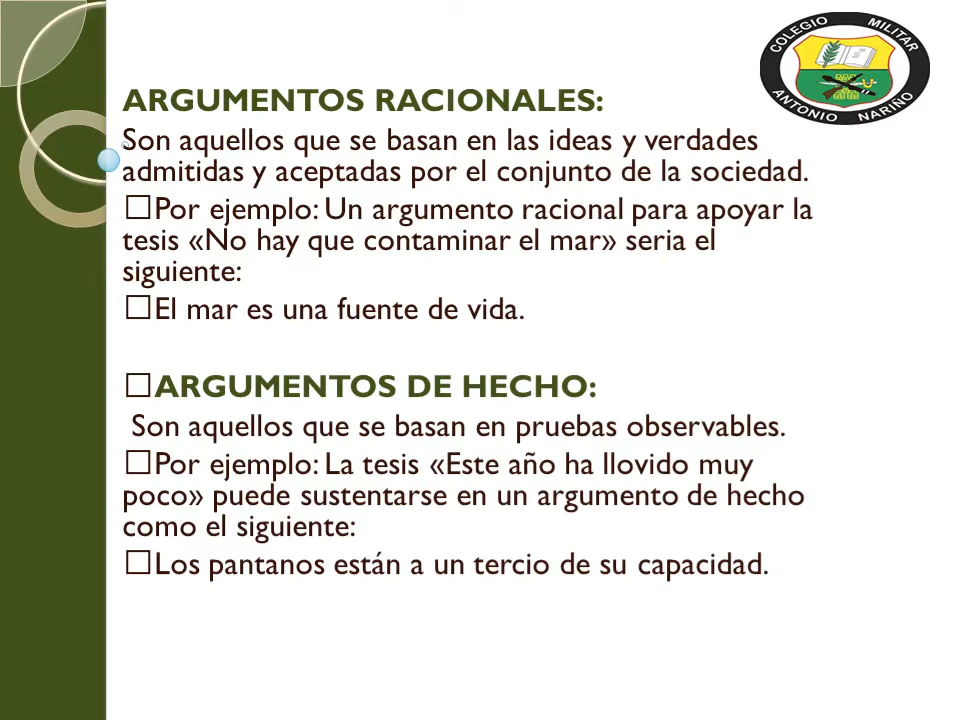 COLEGIO MILITAR
ANTONIO NARIÑO
ARGUMENTOS RACIONALES:
Son aquellos que se basan en las ideas y verdades
admitidas y aceptadas por el conjunto de la sociedad.
□Por ejemplo: Un argumento racional para apoyar la
tesis «No hay que contaminar el mar» seria el
siguiente:
□El mar es una fuente de vida.
□ARGUMENTOS DE HECHO:
Son aquellos que se basan en pruebas observables.
□Por ejemplo: La tesis «Este año ha llovido muy
poco» puede sustentarse en un argumento de hecho
como el siguiente:
□Los pantanos están a un tercio de su capacidad.